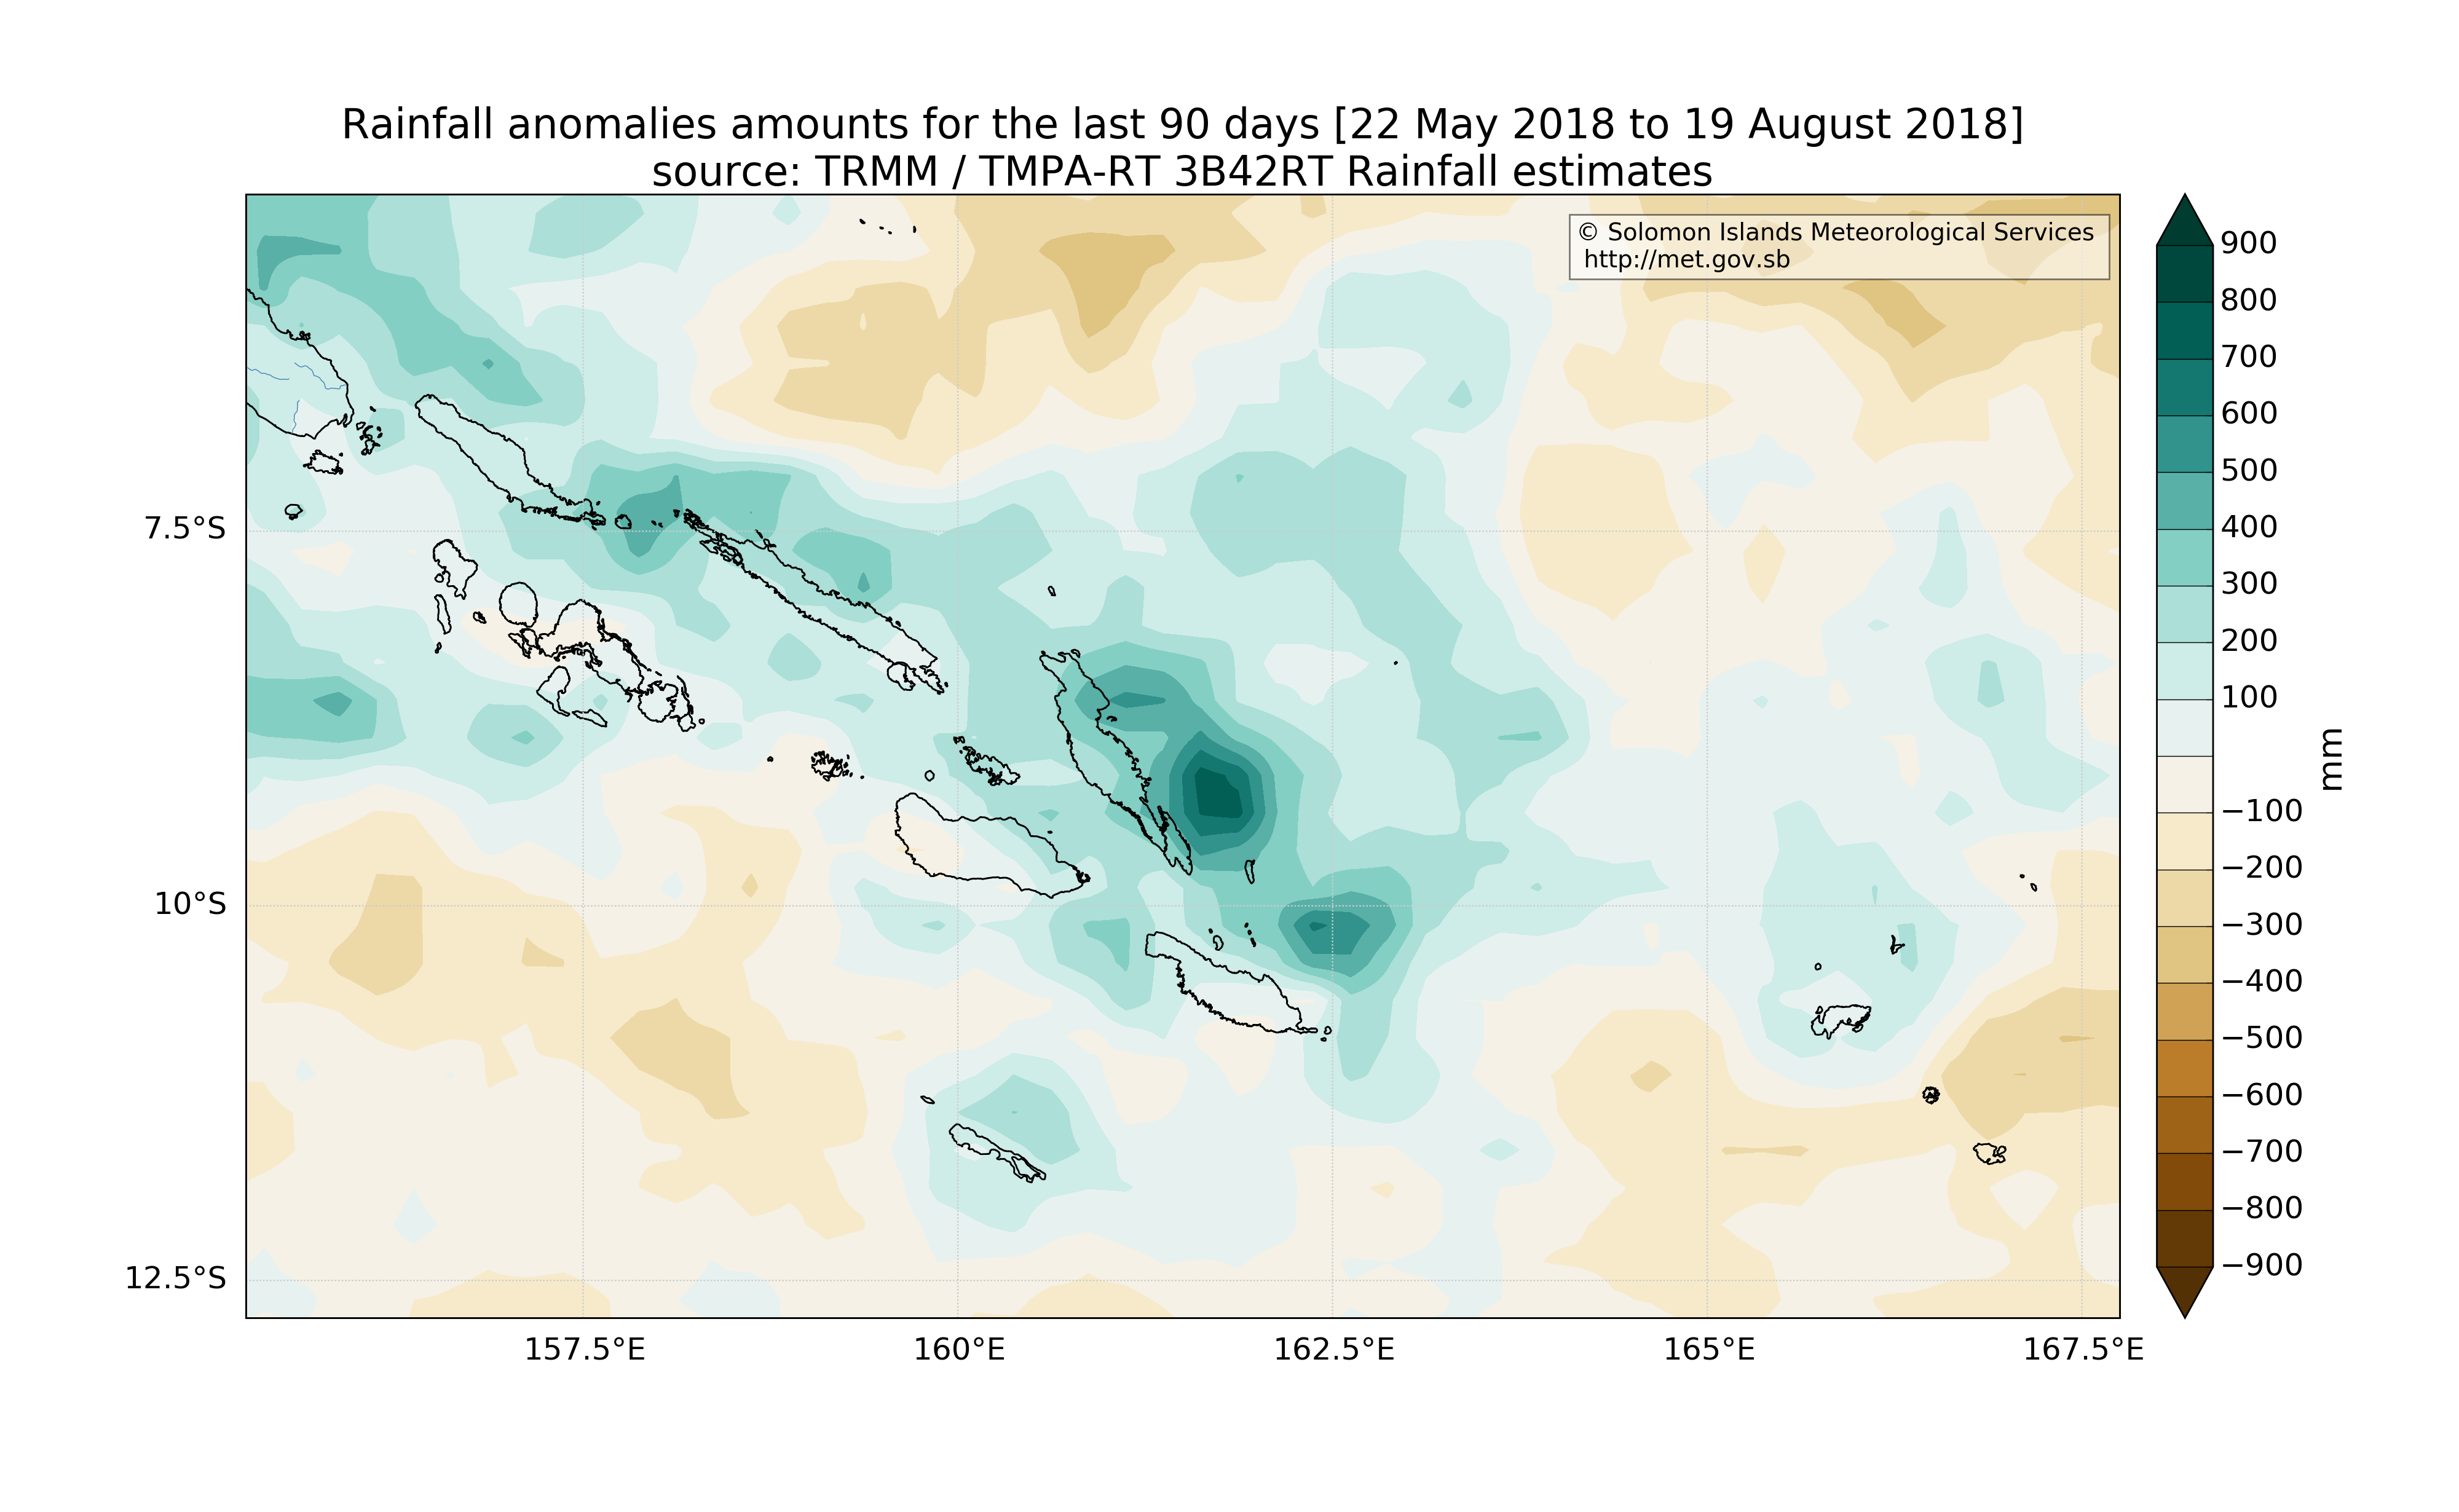 Rainfall anomalies amounts for the last 90 days [22 May 2018 to 19 August 2018]
source: TRMM / TMPA-RT 3B42RT Rainfall estimates
© Solomon Islands Meteorological Services
http://met.gov.sb
7.5°S
10°S
12.5°S
157.5°E
160°E
162.5°E
165°E
167.5°E
900
800
700
600
500
400
300
200
100
−100
−200
−300
−400
−500
−600
−700
−800
−900
mm